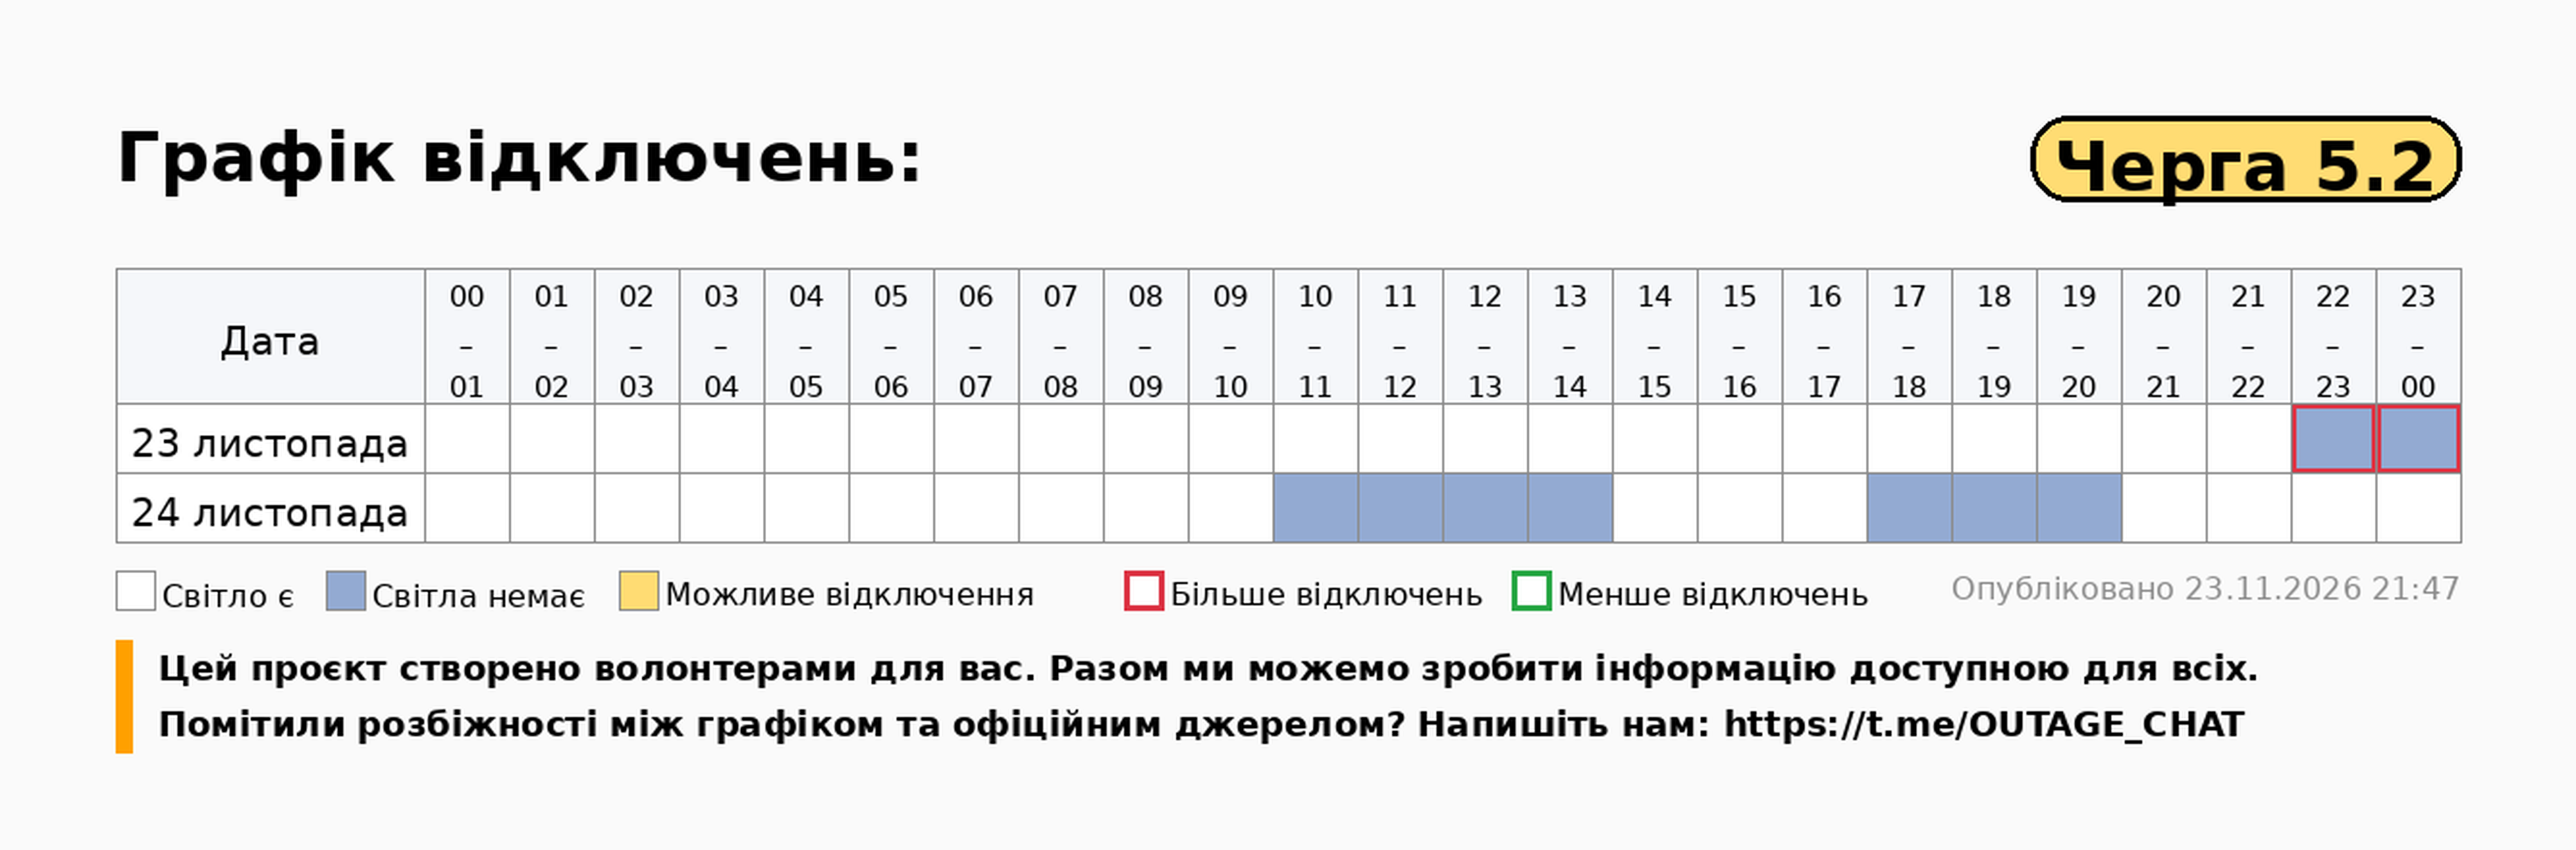 Графік відключень:
Черга 5.2
Дата
00 – 01
01 – 02
02 – 03
03 – 04
04 – 05
05 – 06
06 – 07
07 – 08
08 – 09
09 – 10
10 – 11
11 – 12
12 – 13
13 – 14
14 – 15
15 – 16
16 – 17
17 – 18
18 – 19
19 – 20
20 – 21
21 – 22
22 – 23
23 – 00
23 листопада
24 листопада
Світло є
Світла немає
Можливе відключення
Більше відключень
Менше відключень
Опубліковано 23.11.2026 21:47
Цей проєкт створено волонтерами для вас. Разом ми можемо зробити інформацію доступною для всіх.
Помітили розбіжності між графіком та офіційним джерелом? Напишіть нам: https://t.me/OUTAGE_CHAT